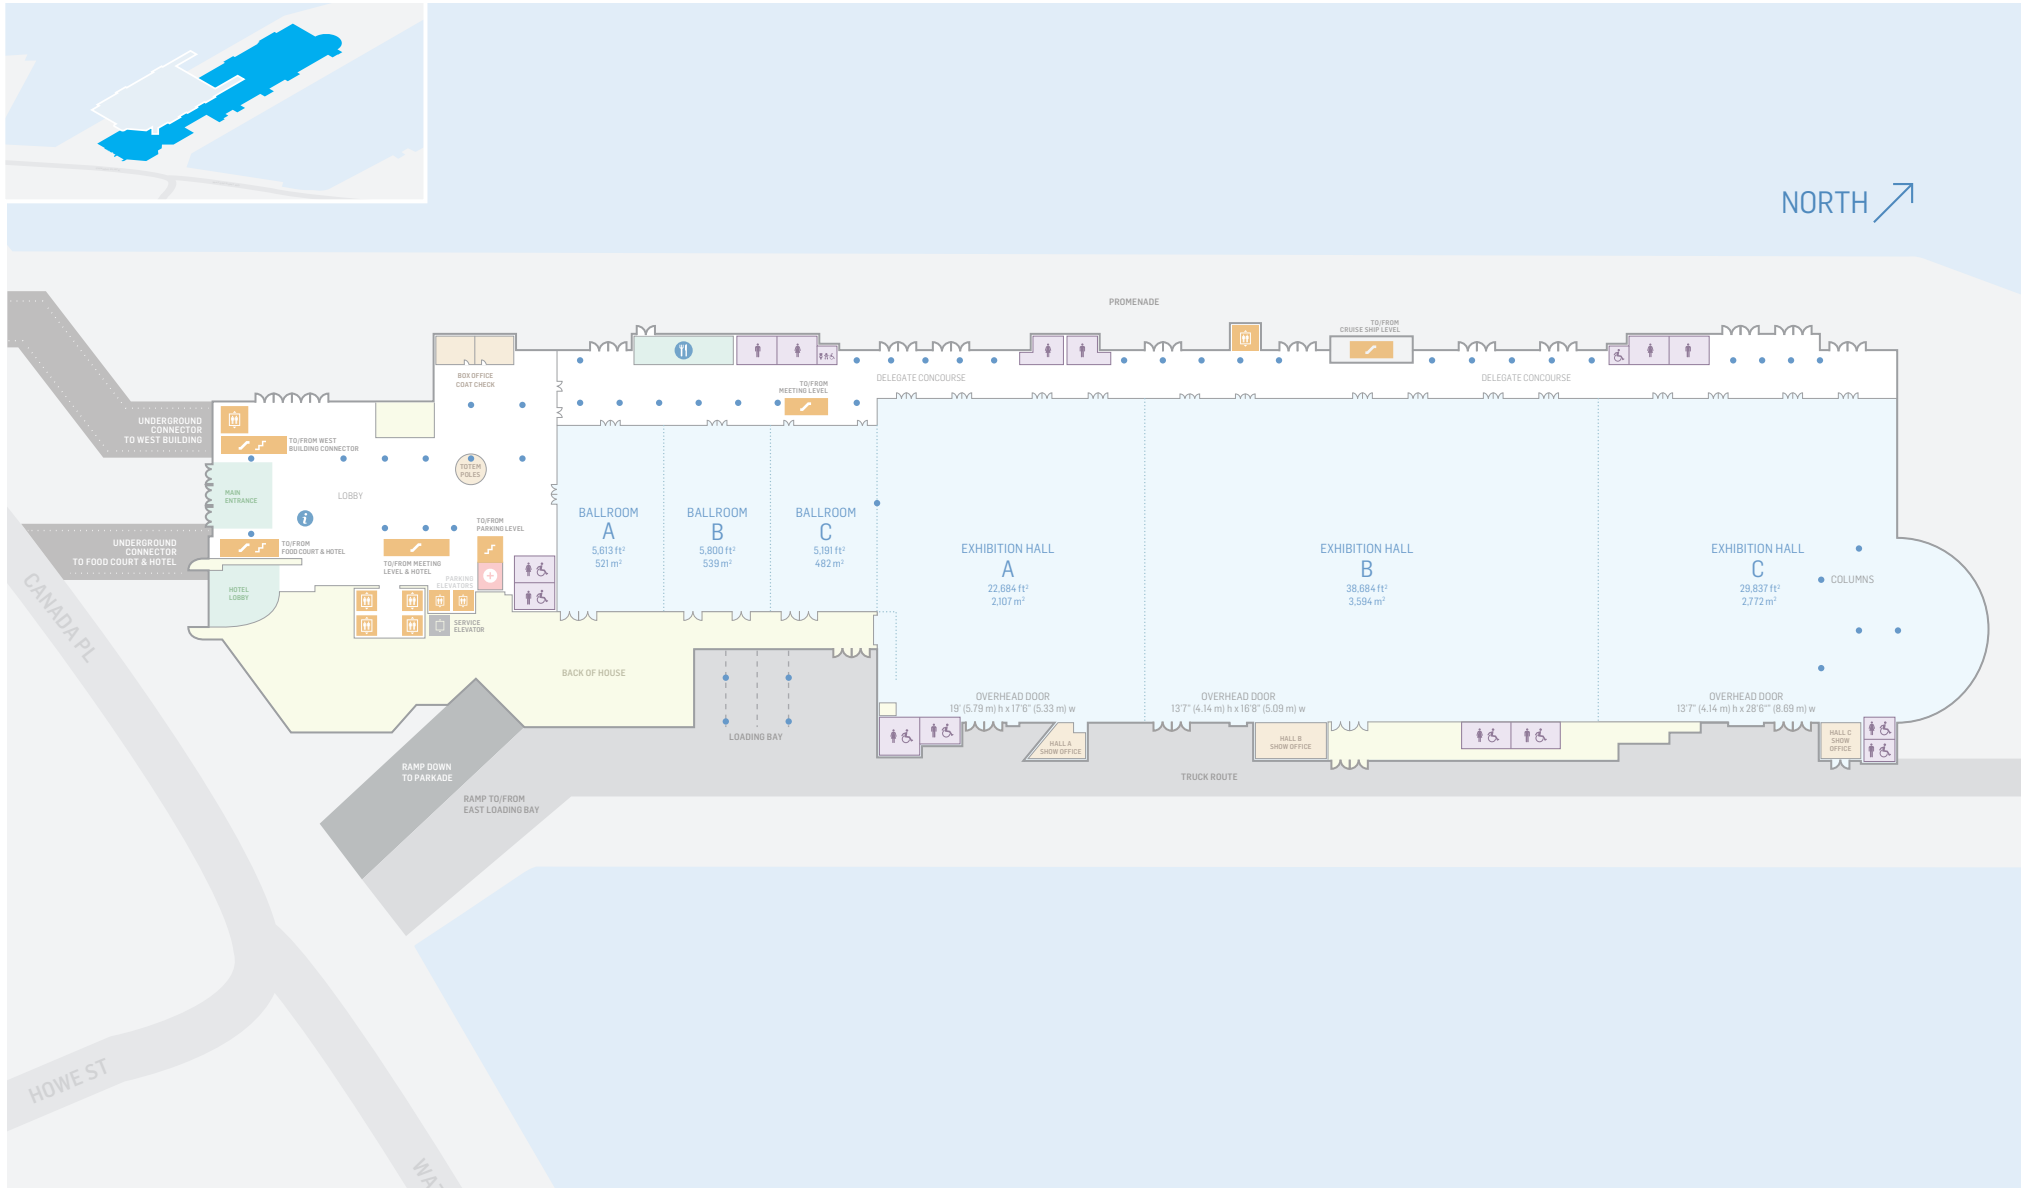 NORTH
PROMENADE
TO/FROM
CRUISE SHIP LEVEL
BOX OFFICE
COAT CHECK
TO/FROM
MEETING LEVEL
DELEGATE CONCOURSE
DELEGATE CONCOURSE
UNDERGROUND
CONNECTOR
TO WEST BUILDING
TO/FROM WEST
BUILDING CONNECTOR
TOTEM
POLES
MAIN
ENTRANCE
LOBBY
i
TO/FROM
PARKING LEVEL
UNDERGROUND
CONNECTOR
TO FOOD COURT & HOTEL
TO/FROM
FOOD COURT & HOTEL
TO/FROM MEETING
LEVEL & HOTEL
PARKING
ELEVATORS
HOTEL
LOBBY
SERVICE
ELEVATOR
BALLROOM
A
5,613 ft²
521 m²
BALLROOM
B
5,800 ft²
539 m²
BALLROOM
C
5,191 ft²
482 m²
EXHIBITION HALL
A
22,684 ft²
2,107 m²
EXHIBITION HALL
B
38,684 ft²
3,594 m²
EXHIBITION HALL
C
29,837 ft²
2,772 m²
COLUMNS
BACK OF HOUSE
OVERHEAD DOOR
19' (5.79 m) h x 17'6" (5.33 m) w
OVERHEAD DOOR
13'7" (4.14 m) h x 16'8" (5.09 m) w
OVERHEAD DOOR
13'7" (4.14 m) h x 28'6"" (8.69 m) w
LOADING BAY
HALL A
SHOW OFFICE
HALL B
SHOW OFFICE
HALL C
SHOW
OFFICE
RAMP DOWN
TO PARKADE
RAMP TO/FROM
EAST LOADING BAY
TRUCK ROUTE
CANADA PL
HOWE ST